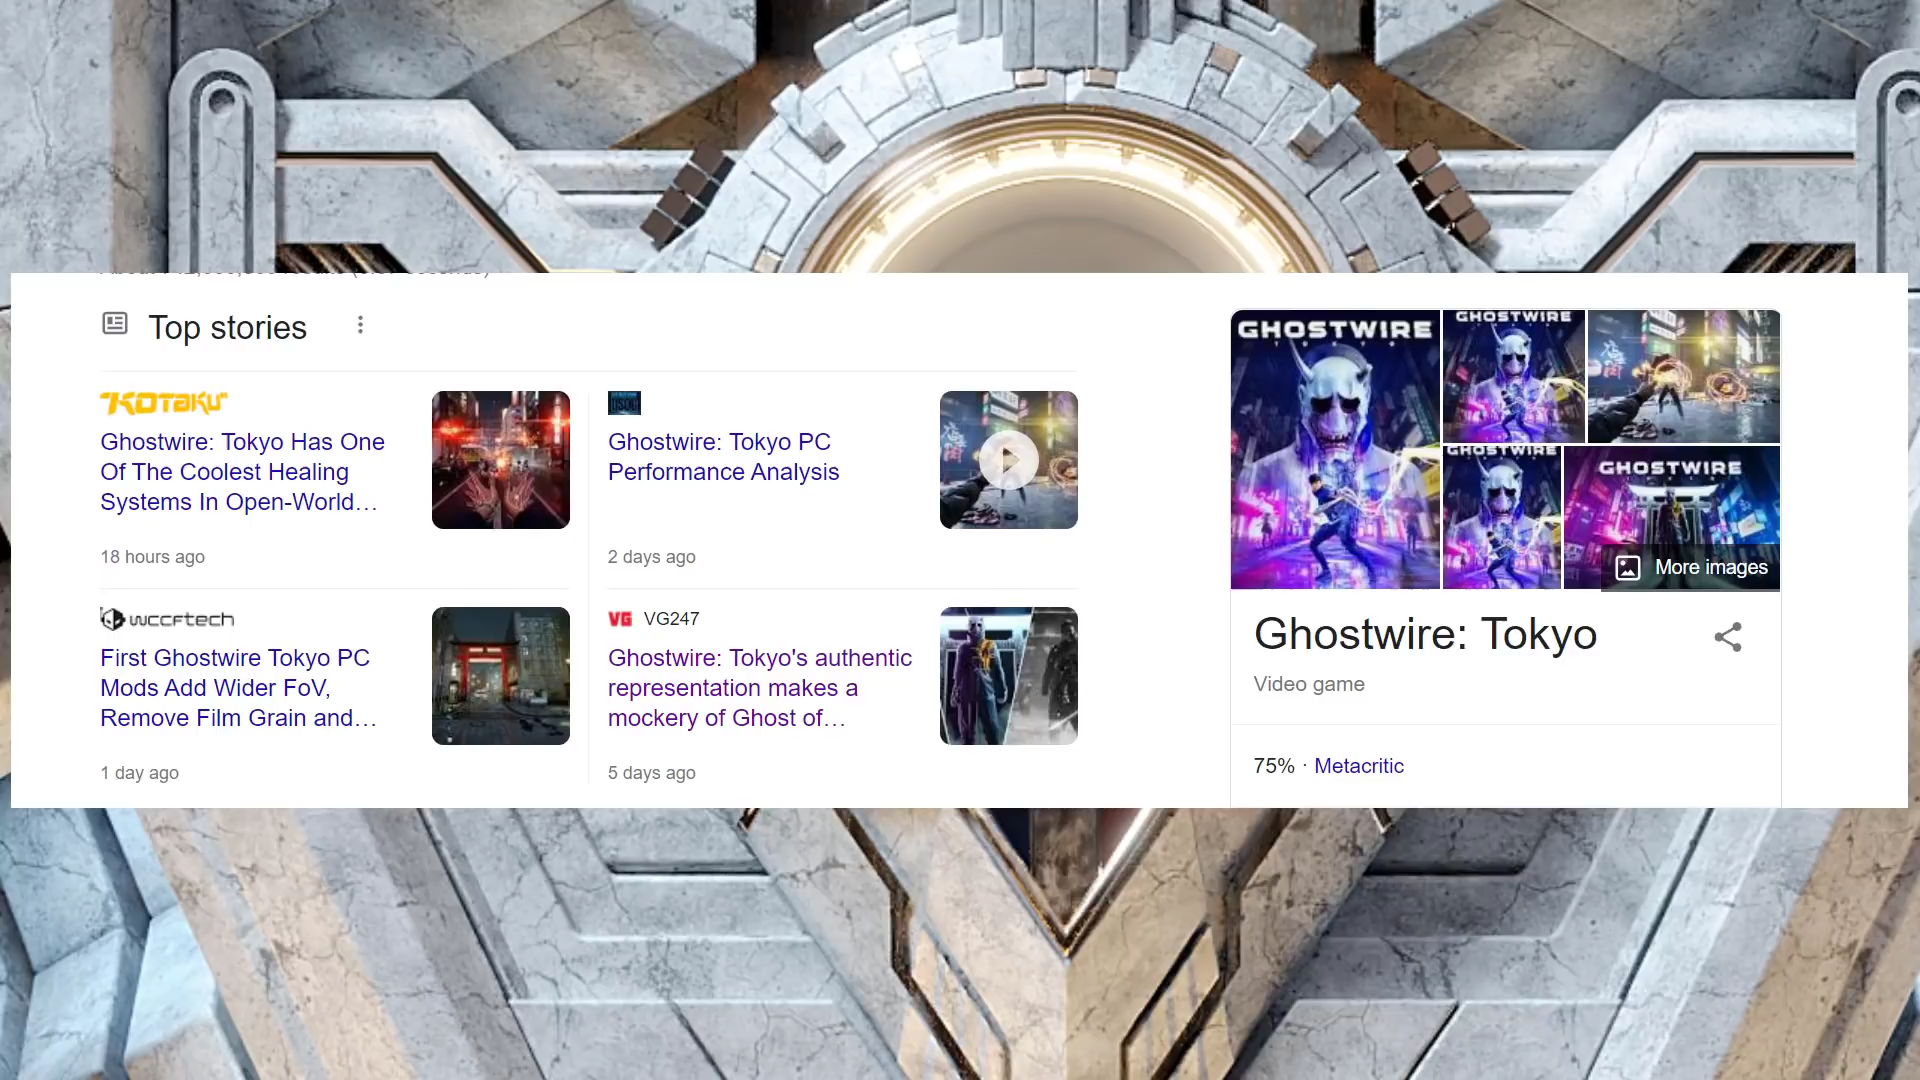 Top stories
KOTAKU
Ghostwire: Tokyo Has One
Of The Coolest Healing
Systems In Open-World…
18 hours ago
Ghostwire: Tokyo PC
Performance Analysis
2 days ago
wccftech
First Ghostwire Tokyo PC
Mods Add Wider FoV,
Remove Film Grain and…
1 day ago
VG VG247
Ghostwire: Tokyo's authentic
representation makes a
mockery of Ghost of…
5 days ago
GHOSTWIRE
TOKYO
GHOSTWIRE
GHOSTWIRE
GHOSTWIRE
More images
Ghostwire: Tokyo
Video game
75% · Metacritic